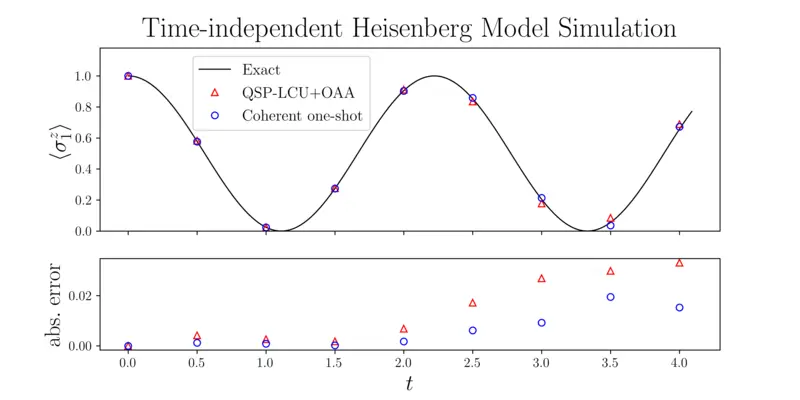 Time-independent Heisenberg Model Simulation
Exact
QSP-LCU+OAA
Coherent one-shot
⟨σ₁ᶻ⟩
1.0
0.8
0.6
0.4
0.2
0.0
abs. error
0.02
0.00
0.0 0.5 1.0 1.5 2.0 2.5 3.0 3.5 4.0
t